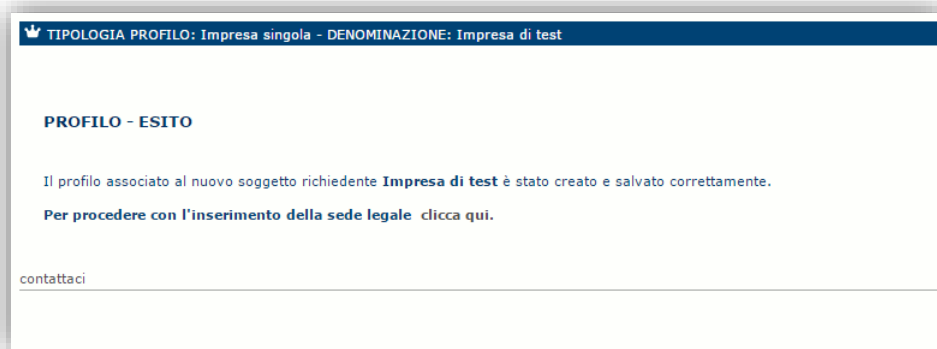 TIPOLOGIA PROFILO: Impresa singola - DENOMINAZIONE: Impresa di test
PROFILO - ESITO
Il profilo associato al nuovo soggetto richiedente Impresa di test è stato creato e salvato correttamente.
Per procedere con l'inserimento della sede legale clicca qui.
contattaci